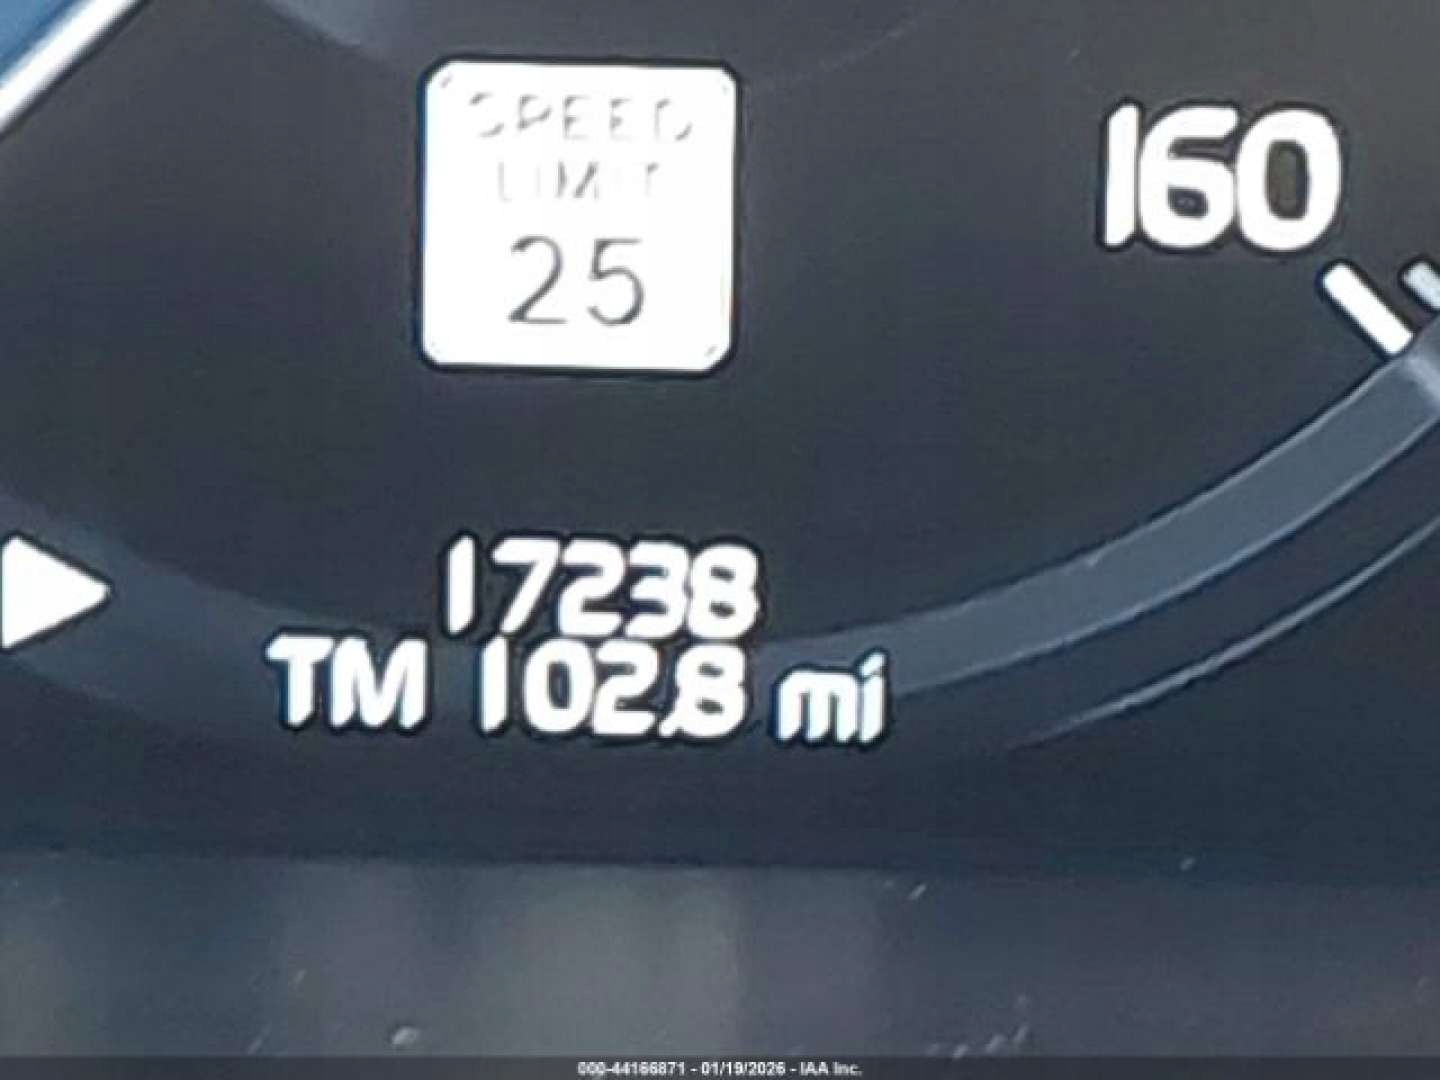 SPEED
LIMIT
25
160
17238
TM 102.8 mi
000-44166871 - 01/19/2026 - IAA Inc.